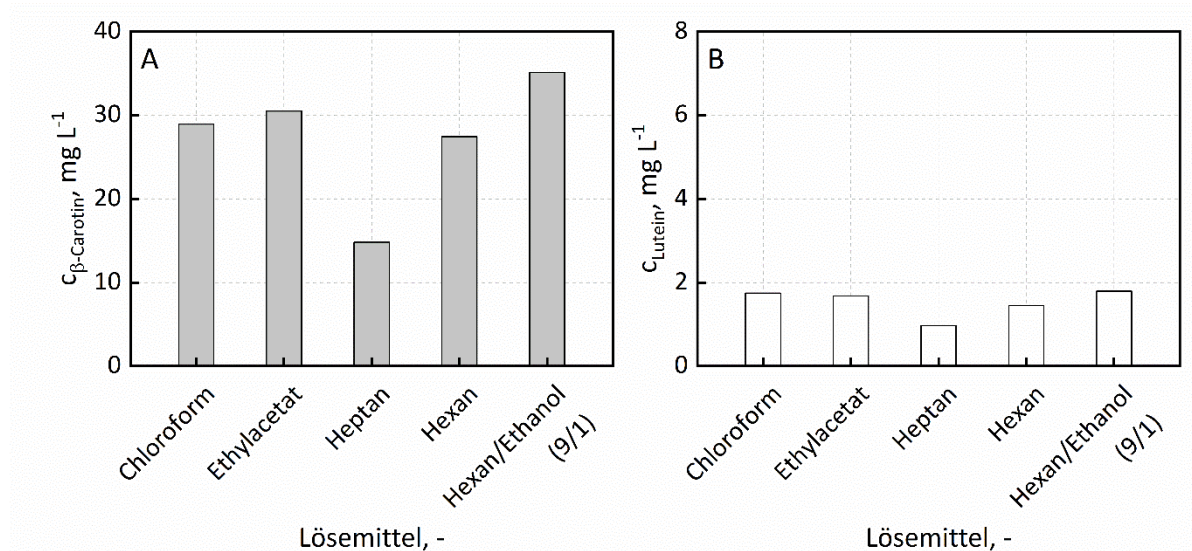 A
40
30
20
10
0
cβ-Carotin, mg L-1
Chloroform
Ethylacetat
Heptan
Hexan
Hexan/Ethanol
(9/1)
Lösemittel, -
B
8
6
4
2
0
cLutein, mg L-1
Chloroform
Ethylacetat
Heptan
Hexan
Hexan/Ethanol
(9/1)
Lösemittel, -